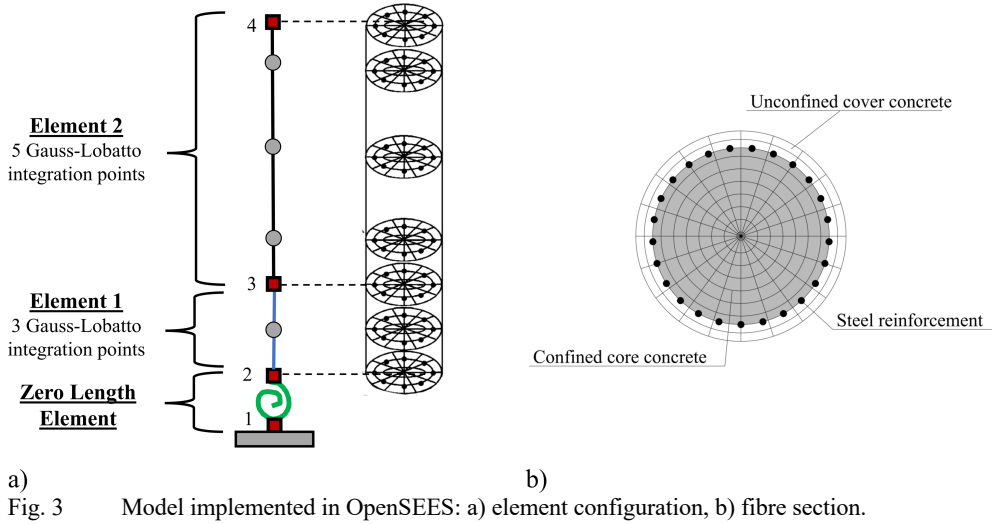 4
Element 2
5 Gauss-Lobatto
integration points
3
Element 1
3 Gauss-Lobatto
integration points
2
Zero Length
Element
1
Unconfined cover concrete
Steel reinforcement
Confined core concrete
a)
b)
Fig. 3 Model implemented in OpenSEES: a) element configuration, b) fibre section.